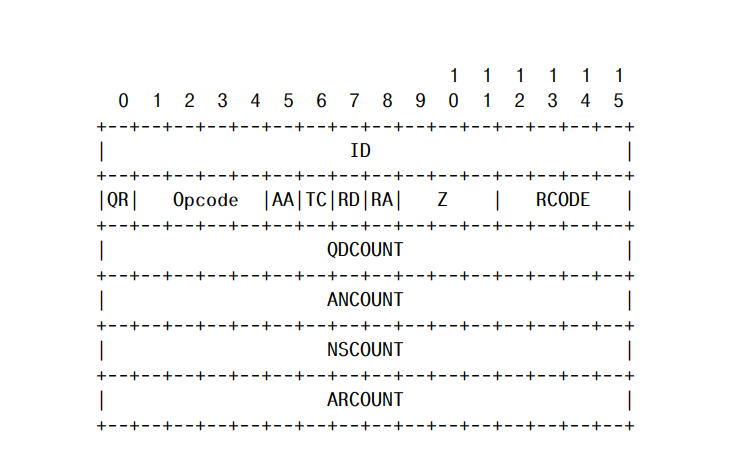 1  1  1  1  1  1
  0  1  2  3  4  5  6  7  8  9  0  1  2  3  4  5
+--+--+--+--+--+--+--+--+--+--+--+--+--+--+--+--+
|                      ID                       |
+--+--+--+--+--+--+--+--+--+--+--+--+--+--+--+--+
|QR|   Opcode  |AA|TC|RD|RA|   Z    |   RCODE   |
+--+--+--+--+--+--+--+--+--+--+--+--+--+--+--+--+
|                    QDCOUNT                    |
+--+--+--+--+--+--+--+--+--+--+--+--+--+--+--+--+
|                    ANCOUNT                    |
+--+--+--+--+--+--+--+--+--+--+--+--+--+--+--+--+
|                    NSCOUNT                    |
+--+--+--+--+--+--+--+--+--+--+--+--+--+--+--+--+
|                    ARCOUNT                    |
+--+--+--+--+--+--+--+--+--+--+--+--+--+--+--+--+